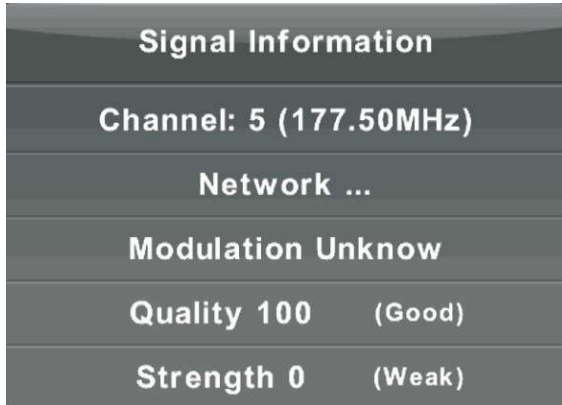 Signal Information
Channel: 5 (177.50MHz)
Network ...
Modulation Unknow
Quality 100 (Good)
Strength 0 (Weak)